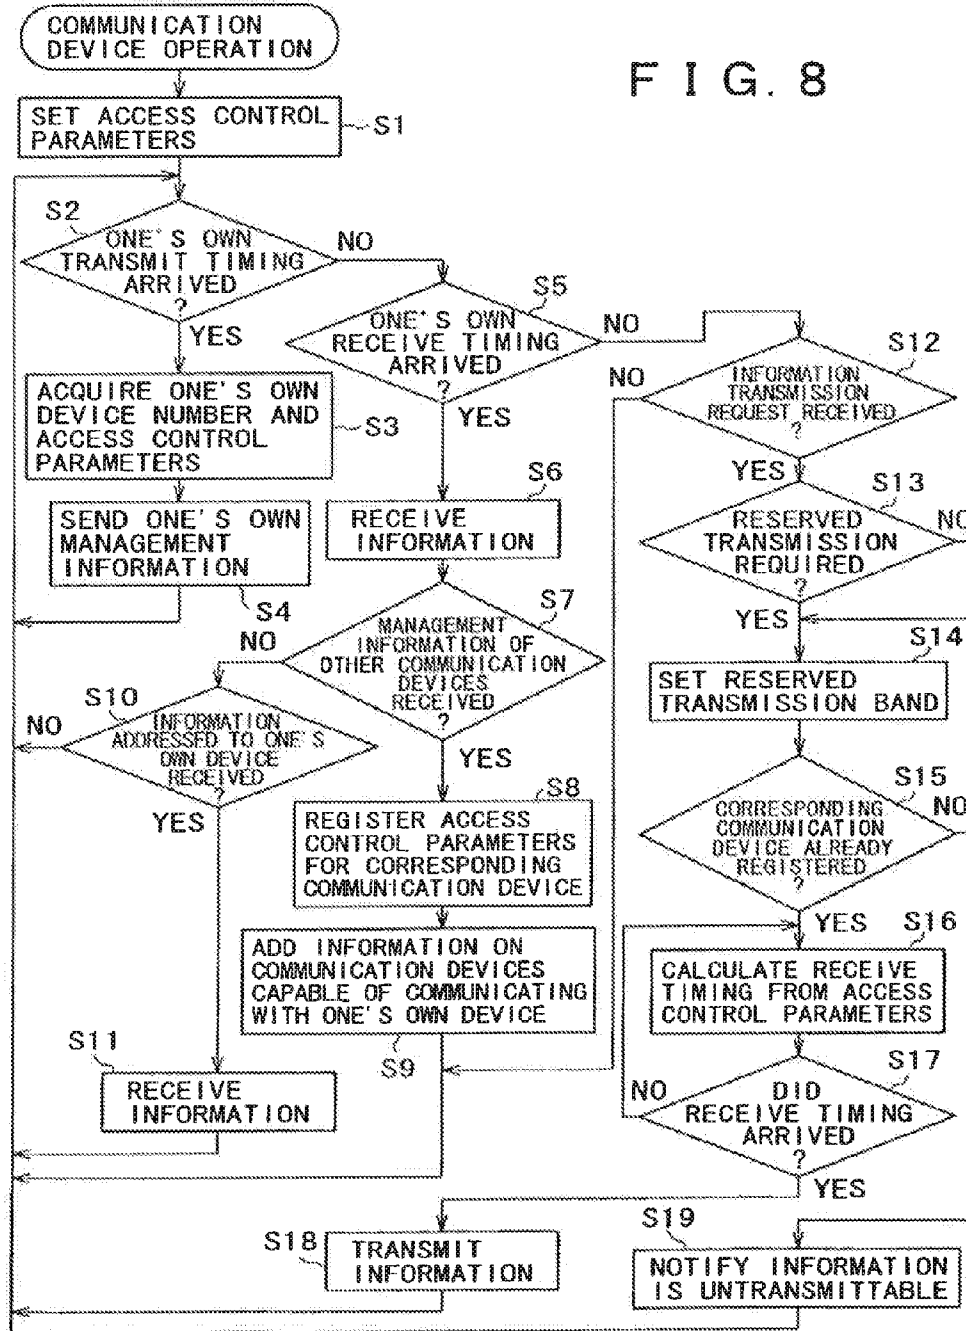 COMMUNICATION
DEVICE OPERATION
FIG. 8
SET ACCESS CONTROL
PARAMETERS
S1
S2
ONE'S OWN
TRANSMIT TIMING
ARRIVED
?
NO
YES
ACQUIRE ONE'S OWN
DEVICE NUMBER AND
ACCESS CONTROL
PARAMETERS
S3
SEND ONE'S OWN
MANAGEMENT
INFORMATION
S4
S5
ONE'S OWN
RECEIVE TIMING
ARRIVED
?
NO
YES
S6
RECEIVE
INFORMATION
S7
MANAGEMENT
INFORMATION OF
OTHER COMMUNICATION
DEVICES
RECEIVED
?
NO
YES
S8
REGISTER ACCESS
CONTROL PARAMETERS
FOR CORRESPONDING
COMMUNICATION DEVICE
ADD INFORMATION ON
COMMUNICATION DEVICES
CAPABLE OF COMMUNICATING
WITH ONE'S OWN DEVICE
S9
S10
INFORMATION
ADDRESSED TO ONE'S
OWN DEVICE
RECEIVED
?
NO
YES
S11
RECEIVE
INFORMATION
S12
INFORMATION
TRANSMISSION
REQUEST RECEIVED
?
NO
YES
S13
RESERVED
TRANSMISSION
REQUIRED
?
NO
YES
S14
SET RESERVED
TRANSMISSION BAND
S15
CORRESPONDING
COMMUNICATION
DEVICE ALREADY
REGISTERED
?
NO
YES
S16
CALCULATE RECEIVE
TIMING FROM ACCESS
CONTROL PARAMETERS
S17
DID
RECEIVE TIMING
ARRIVED
?
NO
YES
S18
TRANSMIT
INFORMATION
S19
NOTIFY INFORMATION
IS UNTRANSMITTABLE